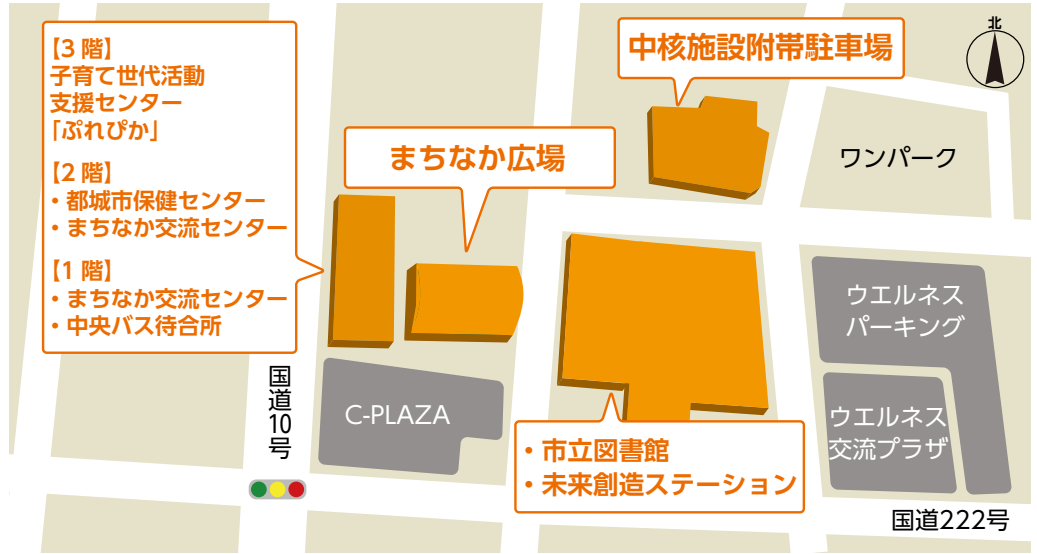 【3 階】
子育て世代活動
支援センター
「ぷれぴか」
【2 階】
・都城市保健センター
・まちなか交流センター
【1 階】
・まちなか交流センター
・中央バス待合所
まちなか広場
中核施設附帯駐車場
北
ワンパーク
ウエルネス
パーキング
国道10号
C-PLAZA
ウエルネス
交流プラザ
・市立図書館
・未来創造ステーション
国道222号